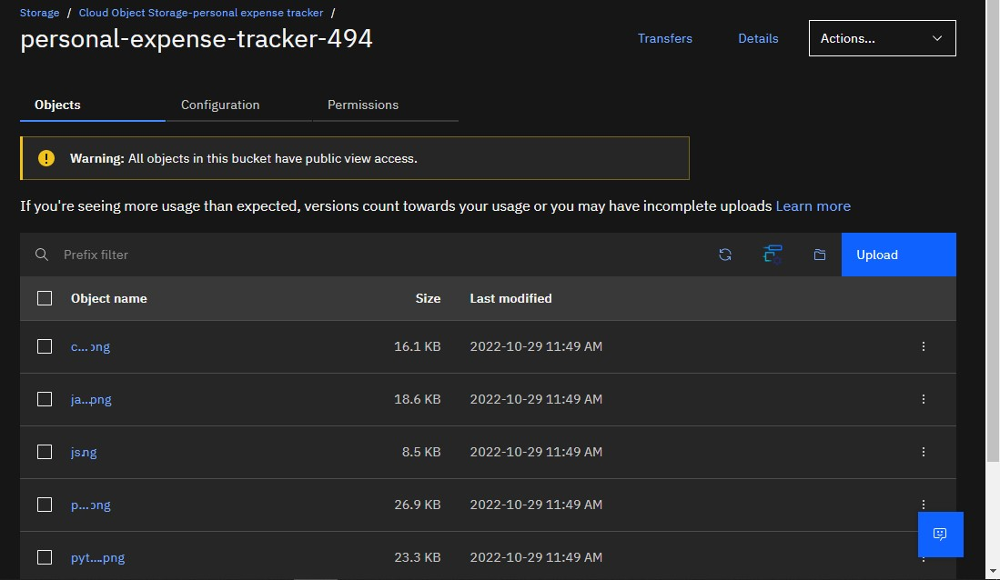 Storage / Cloud Object Storage-personal expense tracker /
personal-expense-tracker-494
Transfers Details Actions...
Objects Configuration Permissions
Warning: All objects in this bucket have public view access.
If you're seeing more usage than expected, versions count towards your usage or you may have incomplete uploads Learn more
Prefix filter Upload
Object name Size Last modified
c...png 16.1 KB 2022-10-29 11:49 AM
ja...png 18.6 KB 2022-10-29 11:49 AM
js.ng 8.5 KB 2022-10-29 11:49 AM
p...png 26.9 KB 2022-10-29 11:49 AM
pyt...png 23.3 KB 2022-10-29 11:49 AM